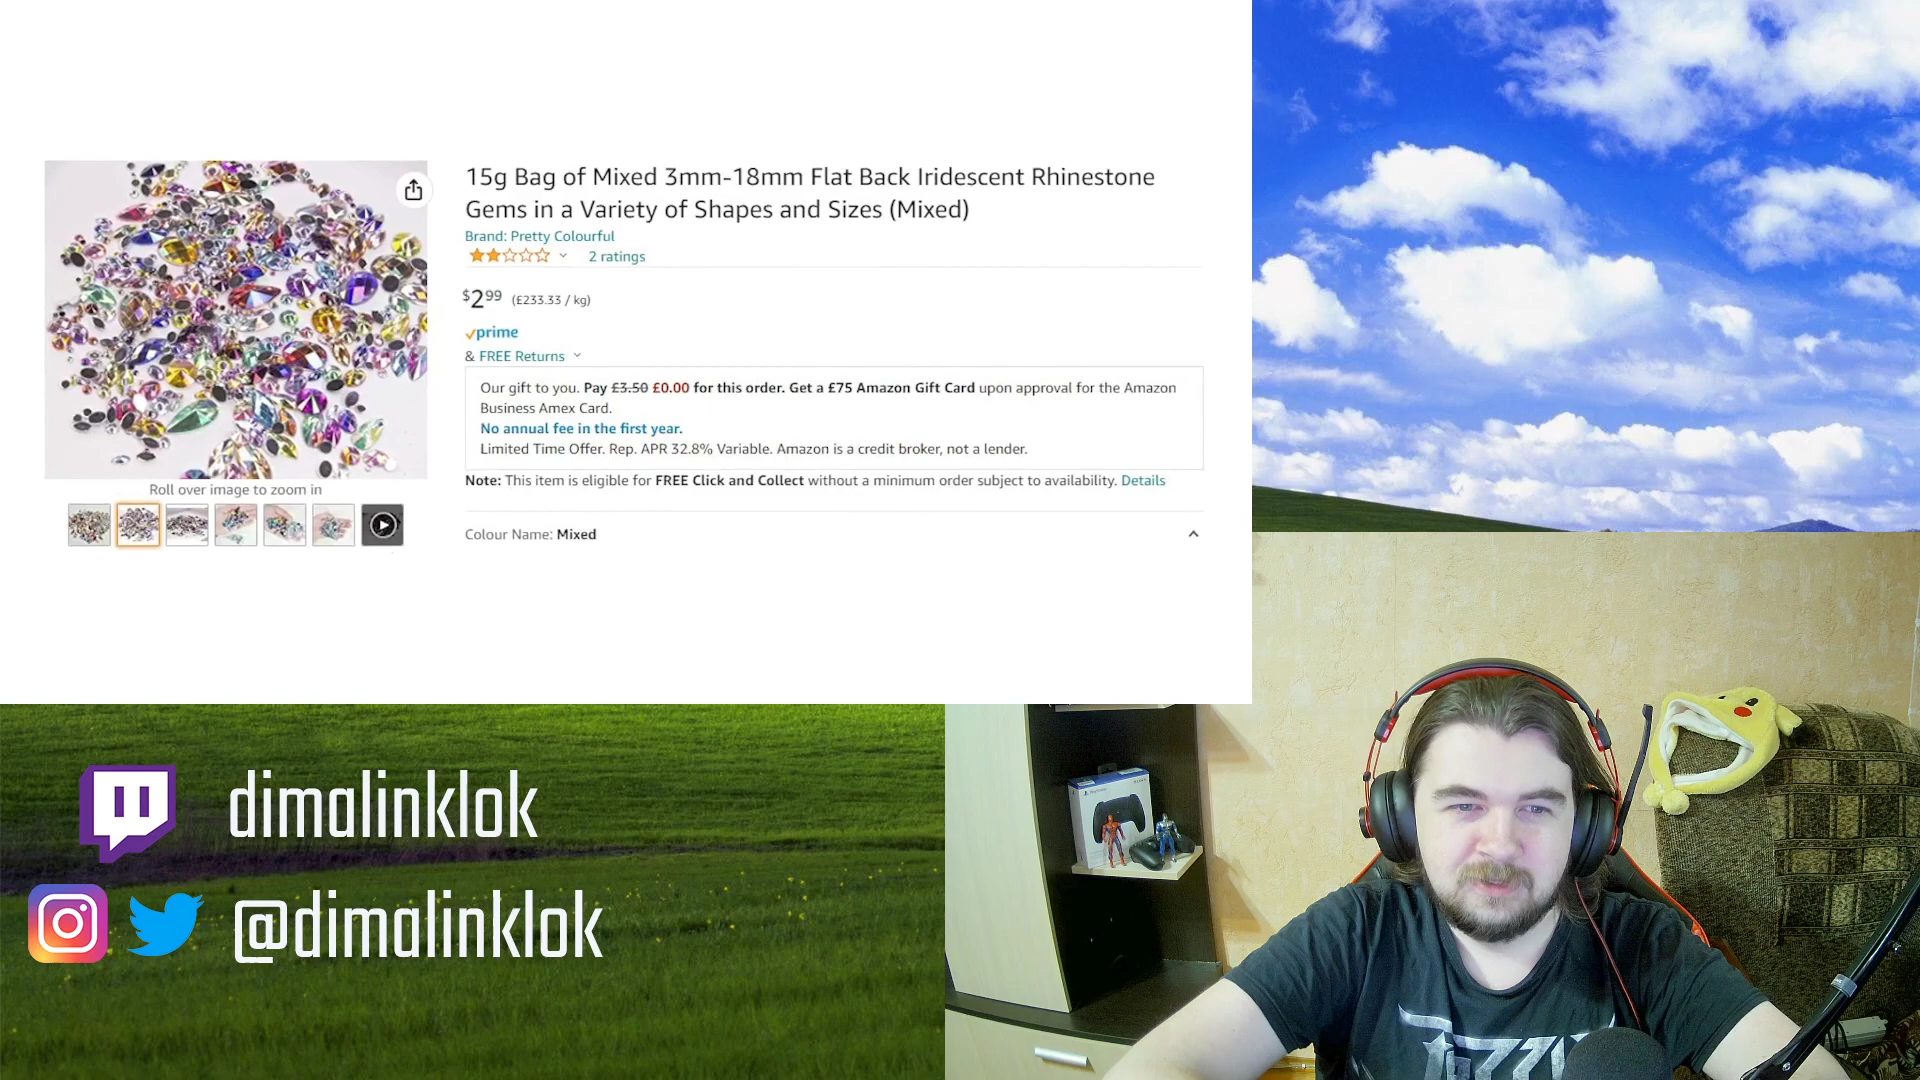 15g Bag of Mixed 3mm-18mm Flat Back Iridescent Rhinestone
Gems in a Variety of Shapes and Sizes (Mixed)
Brand: Pretty Colourful
2 ratings
$299 (£233.33 / kg)
prime
& FREE Returns
Our gift to you. Pay £3.50 £0.00 for this order. Get a £75 Amazon Gift Card upon approval for the Amazon
Business Amex Card.
No annual fee in the first year.
Limited Time Offer. Rep. APR 32.8% Variable. Amazon is a credit broker, not a lender.
Note: This item is eligible for FREE Click and Collect without a minimum order subject to availability. Details
Roll over image to zoom in
Colour Name: Mixed
dimalinklok
@dimalinklok